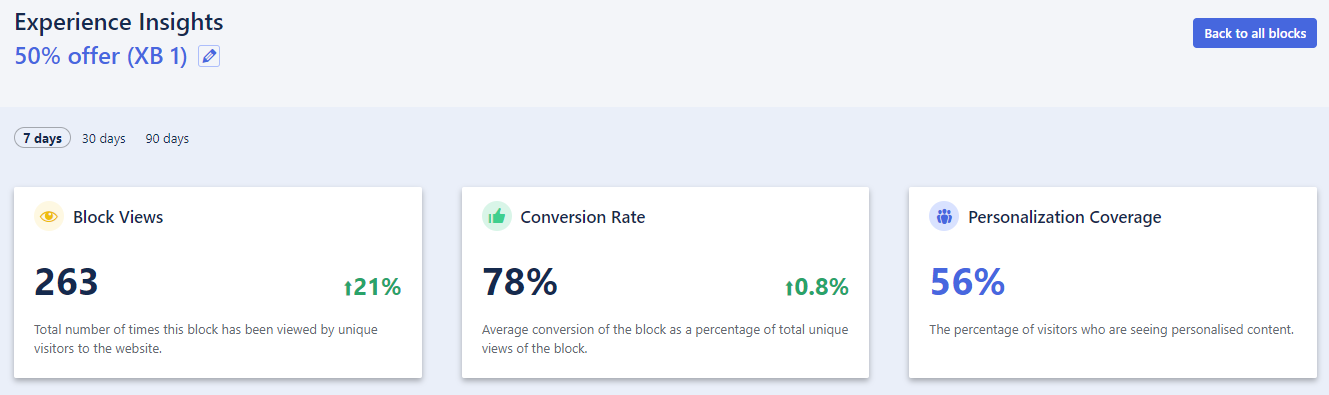 Experience Insights
50% offer (XB 1)
Back to all blocks
7 days 30 days 90 days
Block Views
263
↑21%
Total number of times this block has been viewed by unique
visitors to the website.
Conversion Rate
78%
↑0.8%
Average conversion of the block as a percentage of total unique
views of the block.
Personalization Coverage
56%
The percentage of visitors who are seeing personalised content.